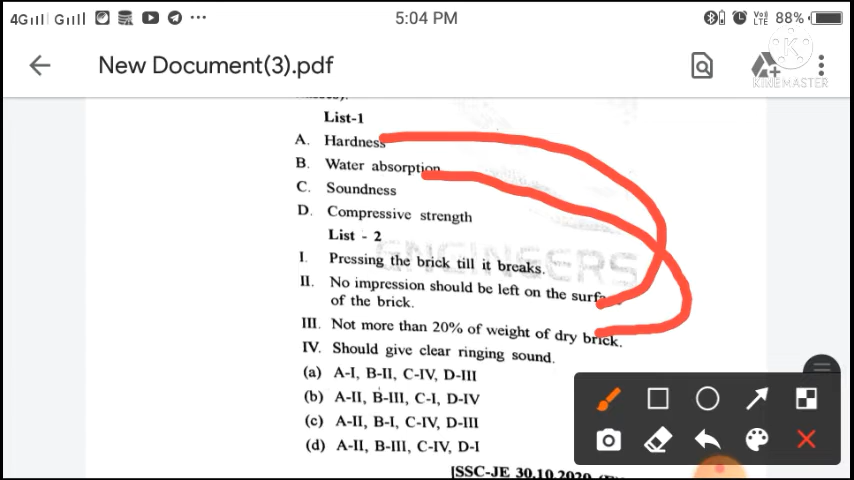 4G 5:04 PM Vo) LTE 88%
New Document(3).pdf
KINEMASTER
List-1
A. Hardness
B. Water absorption
C. Soundness
D. Compressive strength
List - 2
ENGINEERS
I. Pressing the brick till it breaks.
II. No impression should be left on the
of the brick.
III. Not more than 20% of weight of dry brick.
IV. Should give clear ringing sound.
(a) A-I, B-II, C-IV, D-III
(b) A-II, B-III, C-I, D-IV
(c) A-II, B-I, C-IV, D-III
(d) A-II, B-III, C-IV, D-I
[SSC-JE 30.10.2020